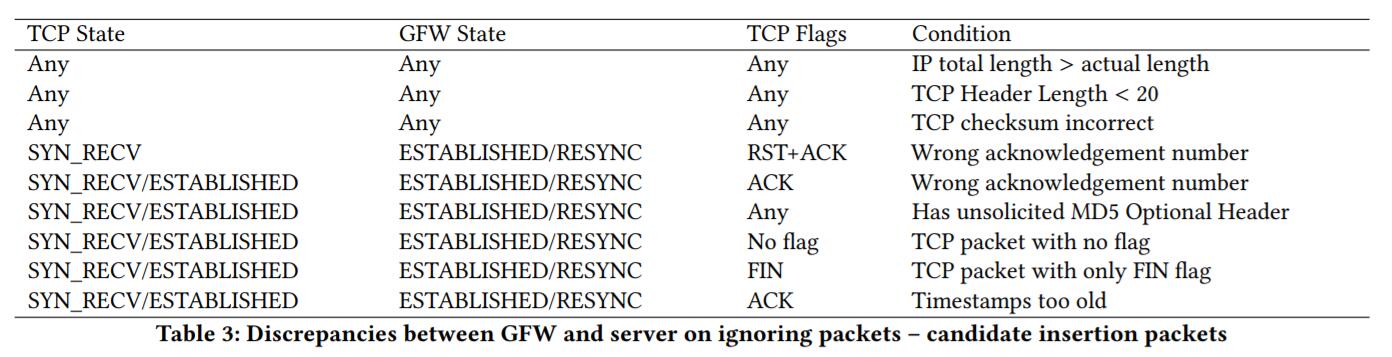 TCP State GFW State TCP Flags Condition
Any Any Any IP total length > actual length
Any Any Any TCP Header Length < 20
Any Any Any TCP checksum incorrect
SYN_RECV ESTABLISHED/RESYNC RST+ACK Wrong acknowledgement number
SYN_RECV/ESTABLISHED ESTABLISHED/RESYNC ACK Wrong acknowledgement number
SYN_RECV/ESTABLISHED ESTABLISHED/RESYNC Any Has unsolicited MD5 Optional Header
SYN_RECV/ESTABLISHED ESTABLISHED/RESYNC No flag TCP packet with no flag
SYN_RECV/ESTABLISHED ESTABLISHED/RESYNC FIN TCP packet with only FIN flag
SYN_RECV/ESTABLISHED ESTABLISHED/RESYNC ACK Timestamps too old
Table 3: Discrepancies between GFW and server on ignoring packets – candidate insertion packets